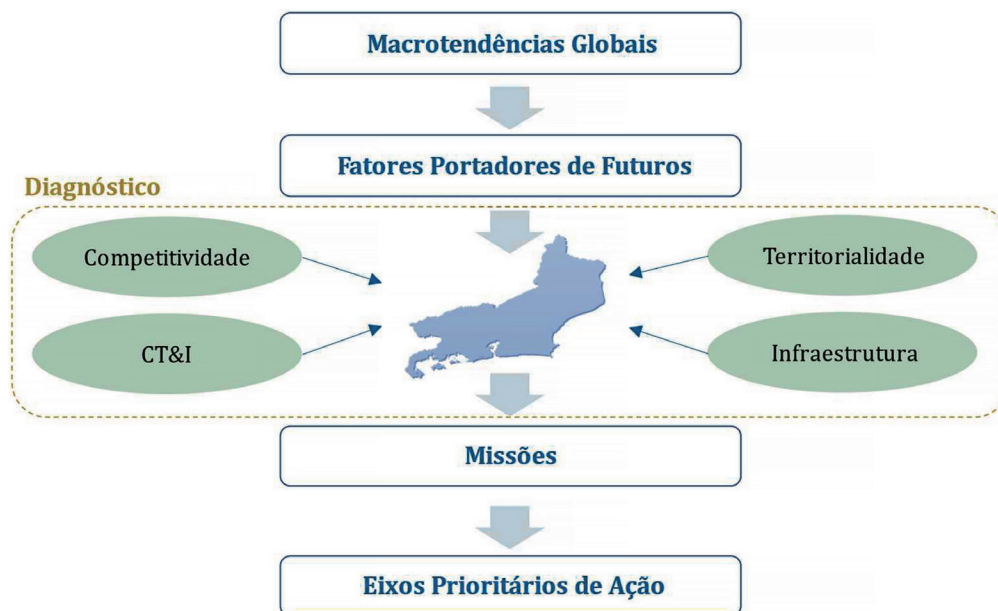 Macrotendências Globais
Fatores Portadores de Futuros
Diagnóstico
Competitividade
Territorialidade
CT&I
Infraestrutura
Missões
Eixos Prioritários de Ação